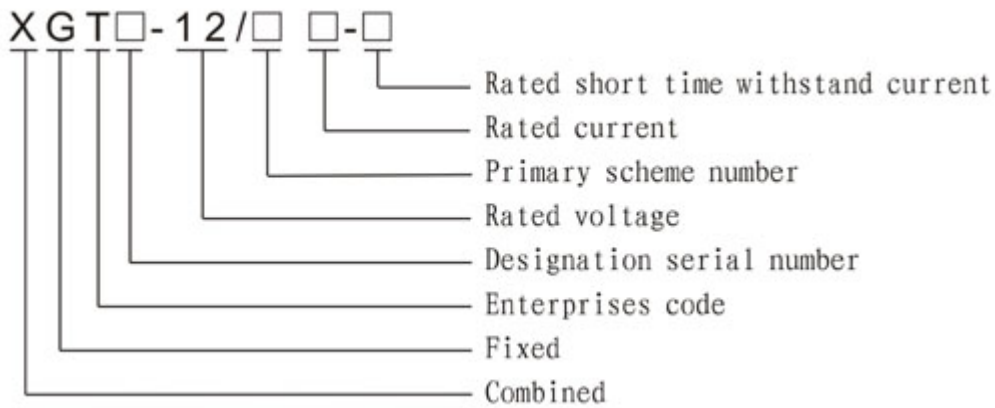 XGT□-12/□ □-□
Rated short time withstand current
Rated current
Primary scheme number
Rated voltage
Designation serial number
Enterprises code
Fixed
Combined